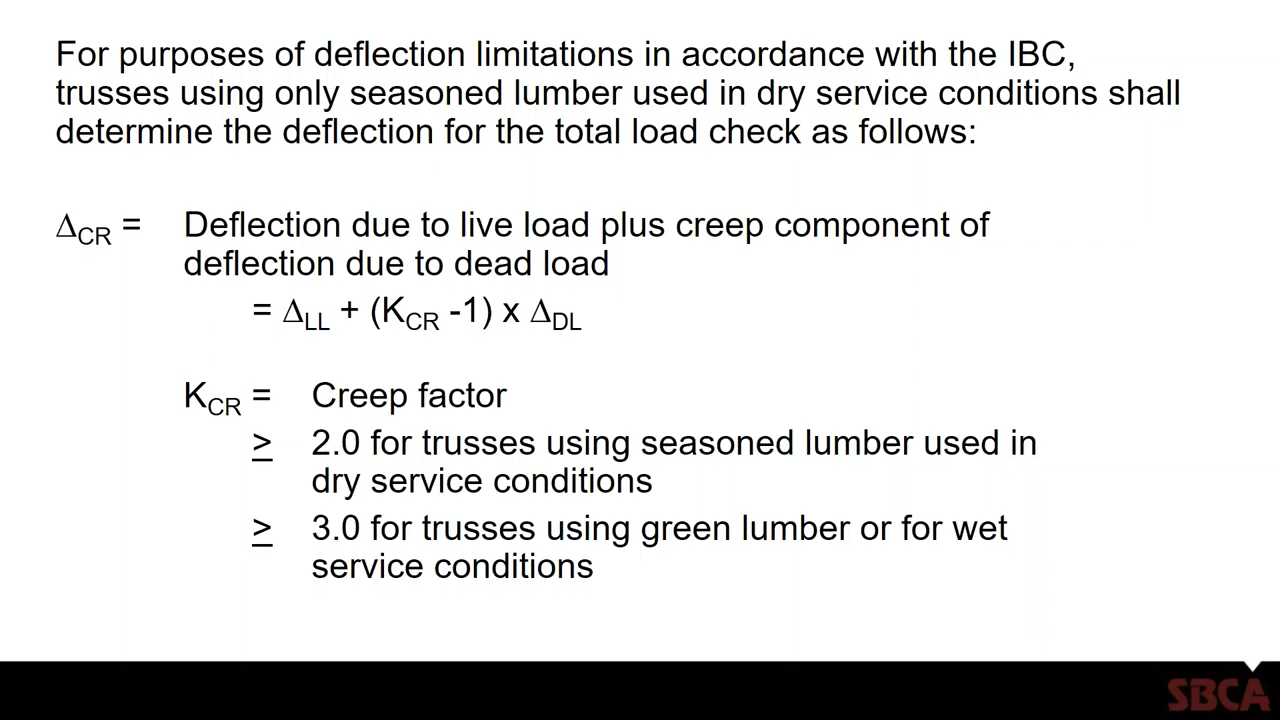 For purposes of deflection limitations in accordance with the IBC,
trusses using only seasoned lumber used in dry service conditions shall
determine the deflection for the total load check as follows:
ΔCR = Deflection due to live load plus creep component of
deflection due to dead load
= ΔLL + (KCR -1) x ΔDL
KCR = Creep factor
≥ 2.0 for trusses using seasoned lumber used in
dry service conditions
≥ 3.0 for trusses using green lumber or for wet
service conditions
SBCA